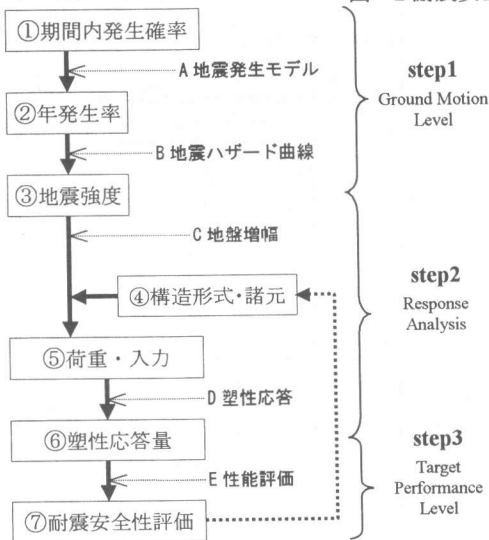 ①期間内発生確率
A 地震発生モデル
②年発生率
B 地震ハザード曲線
③地震強度
C 地盤増幅
④構造形式・諸元
⑤荷重・入力
D 塑性応答
⑥塑性応答量
E 性能評価
⑦耐震安全性評価
step1
Ground Motion
Level
step2
Response
Analysis
step3
Target
Performance
Level